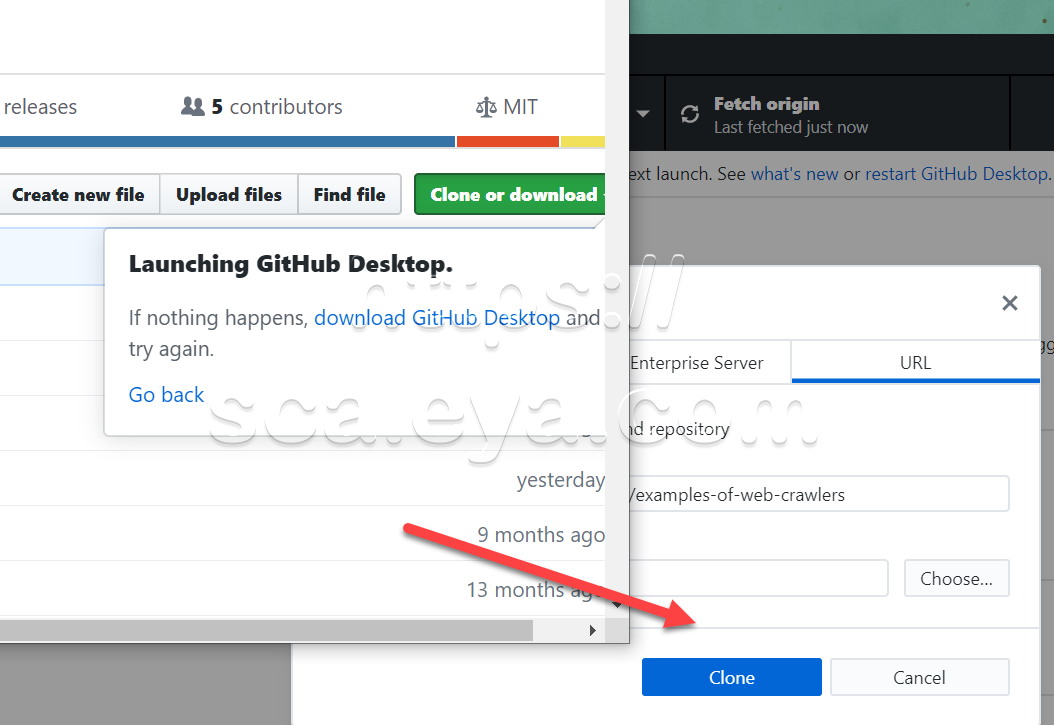 releases
5 contributors
MIT
Create new file
Upload files
Find file
Clone or download
Launching GitHub Desktop.
If nothing happens, download GitHub Desktop and
try again.
Go back
yesterday
9 months ago
13 months ago
Fetch origin
Last fetched just now
ext launch. See what's new or restart GitHub Desktop.
Enterprise Server
URL
nd repository
/examples-of-web-crawlers
Choose...
Clone
Cancel